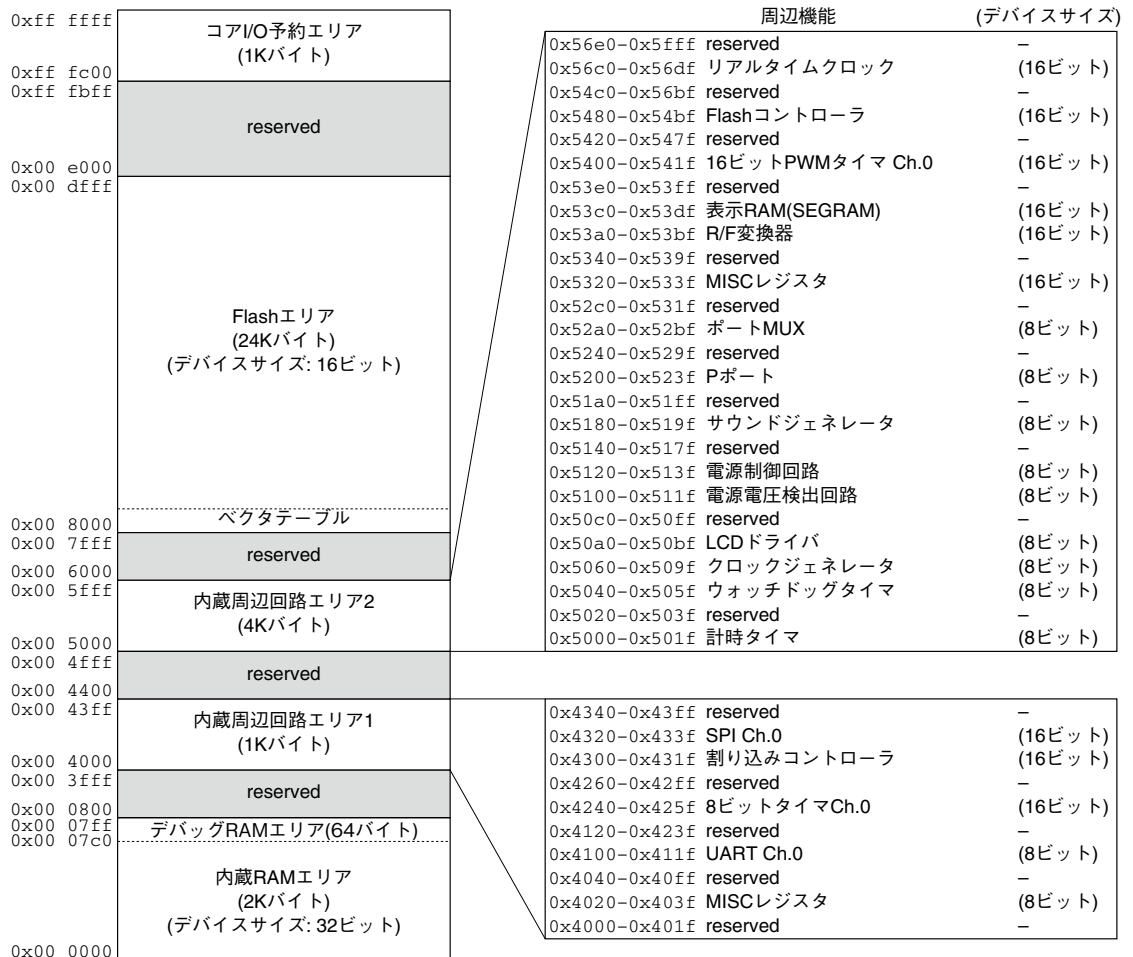 0xff ffff
コアI/O予約エリア
(1Kバイト)
0xff fc00
0xff fbff
reserved
0x00 e000
0x00 dfff
Flashエリア
(24Kバイト)
(デバイスサイズ: 16ビット)
ベクタテーブル
0x00 8000
0x00 7fff
reserved
0x00 6000
0x00 5fff
内蔵周辺回路エリア2
(4Kバイト)
0x00 5000
0x00 4fff
reserved
0x00 4400
0x00 43ff
内蔵周辺回路エリア1
(1Kバイト)
0x00 4000
0x00 3fff
reserved
0x00 0800
0x00 07ff
デバッグRAMエリア(64バイト)
0x00 07c0
内蔵RAMエリア
(2Kバイト)
(デバイスサイズ: 32ビット)
0x00 0000
周辺機能 (デバイスサイズ)
0x56e0–0x5fff reserved –
0x56c0–0x56df リアルタイムクロック (16ビット)
0x54c0–0x56bf reserved –
0x5480–0x54bf Flashコントローラ (16ビット)
0x5420–0x547f reserved –
0x5400–0x541f 16ビットPWMタイマ Ch.0 (16ビット)
0x53e0–0x53ff reserved –
0x53c0–0x53df 表示RAM(SEGRAM) (16ビット)
0x53a0–0x53bf R/F変換器 (16ビット)
0x5340–0x539f reserved –
0x5320–0x533f MISCレジスタ (16ビット)
0x52c0–0x531f reserved –
0x52a0–0x52bf ポートMUX (8ビット)
0x5240–0x529f reserved –
0x5200–0x523f Pポート (8ビット)
0x51a0–0x51ff reserved –
0x5180–0x519f サウンドジェネレータ (8ビット)
0x5140–0x517f reserved –
0x5120–0x513f 電源制御回路 (8ビット)
0x5100–0x511f 電源電圧検出回路 (8ビット)
0x50c0–0x50ff reserved –
0x50a0–0x50bf LCDドライバ (8ビット)
0x5060–0x509f クロックジェネレータ (8ビット)
0x5040–0x505f ウォッチドッグタイマ (8ビット)
0x5020–0x503f reserved –
0x5000–0x501f 計時タイマ (8ビット)
0x4340–0x43ff reserved –
0x4320–0x433f SPI Ch.0 (16ビット)
0x4300–0x431f 割り込みコントローラ (16ビット)
0x4260–0x42ff reserved –
0x4240–0x425f 8ビットタイマCh.0 (16ビット)
0x4120–0x423f reserved –
0x4100–0x411f UART Ch.0 (8ビット)
0x4040–0x40ff reserved –
0x4020–0x403f MISCレジスタ (8ビット)
0x4000–0x401f reserved –